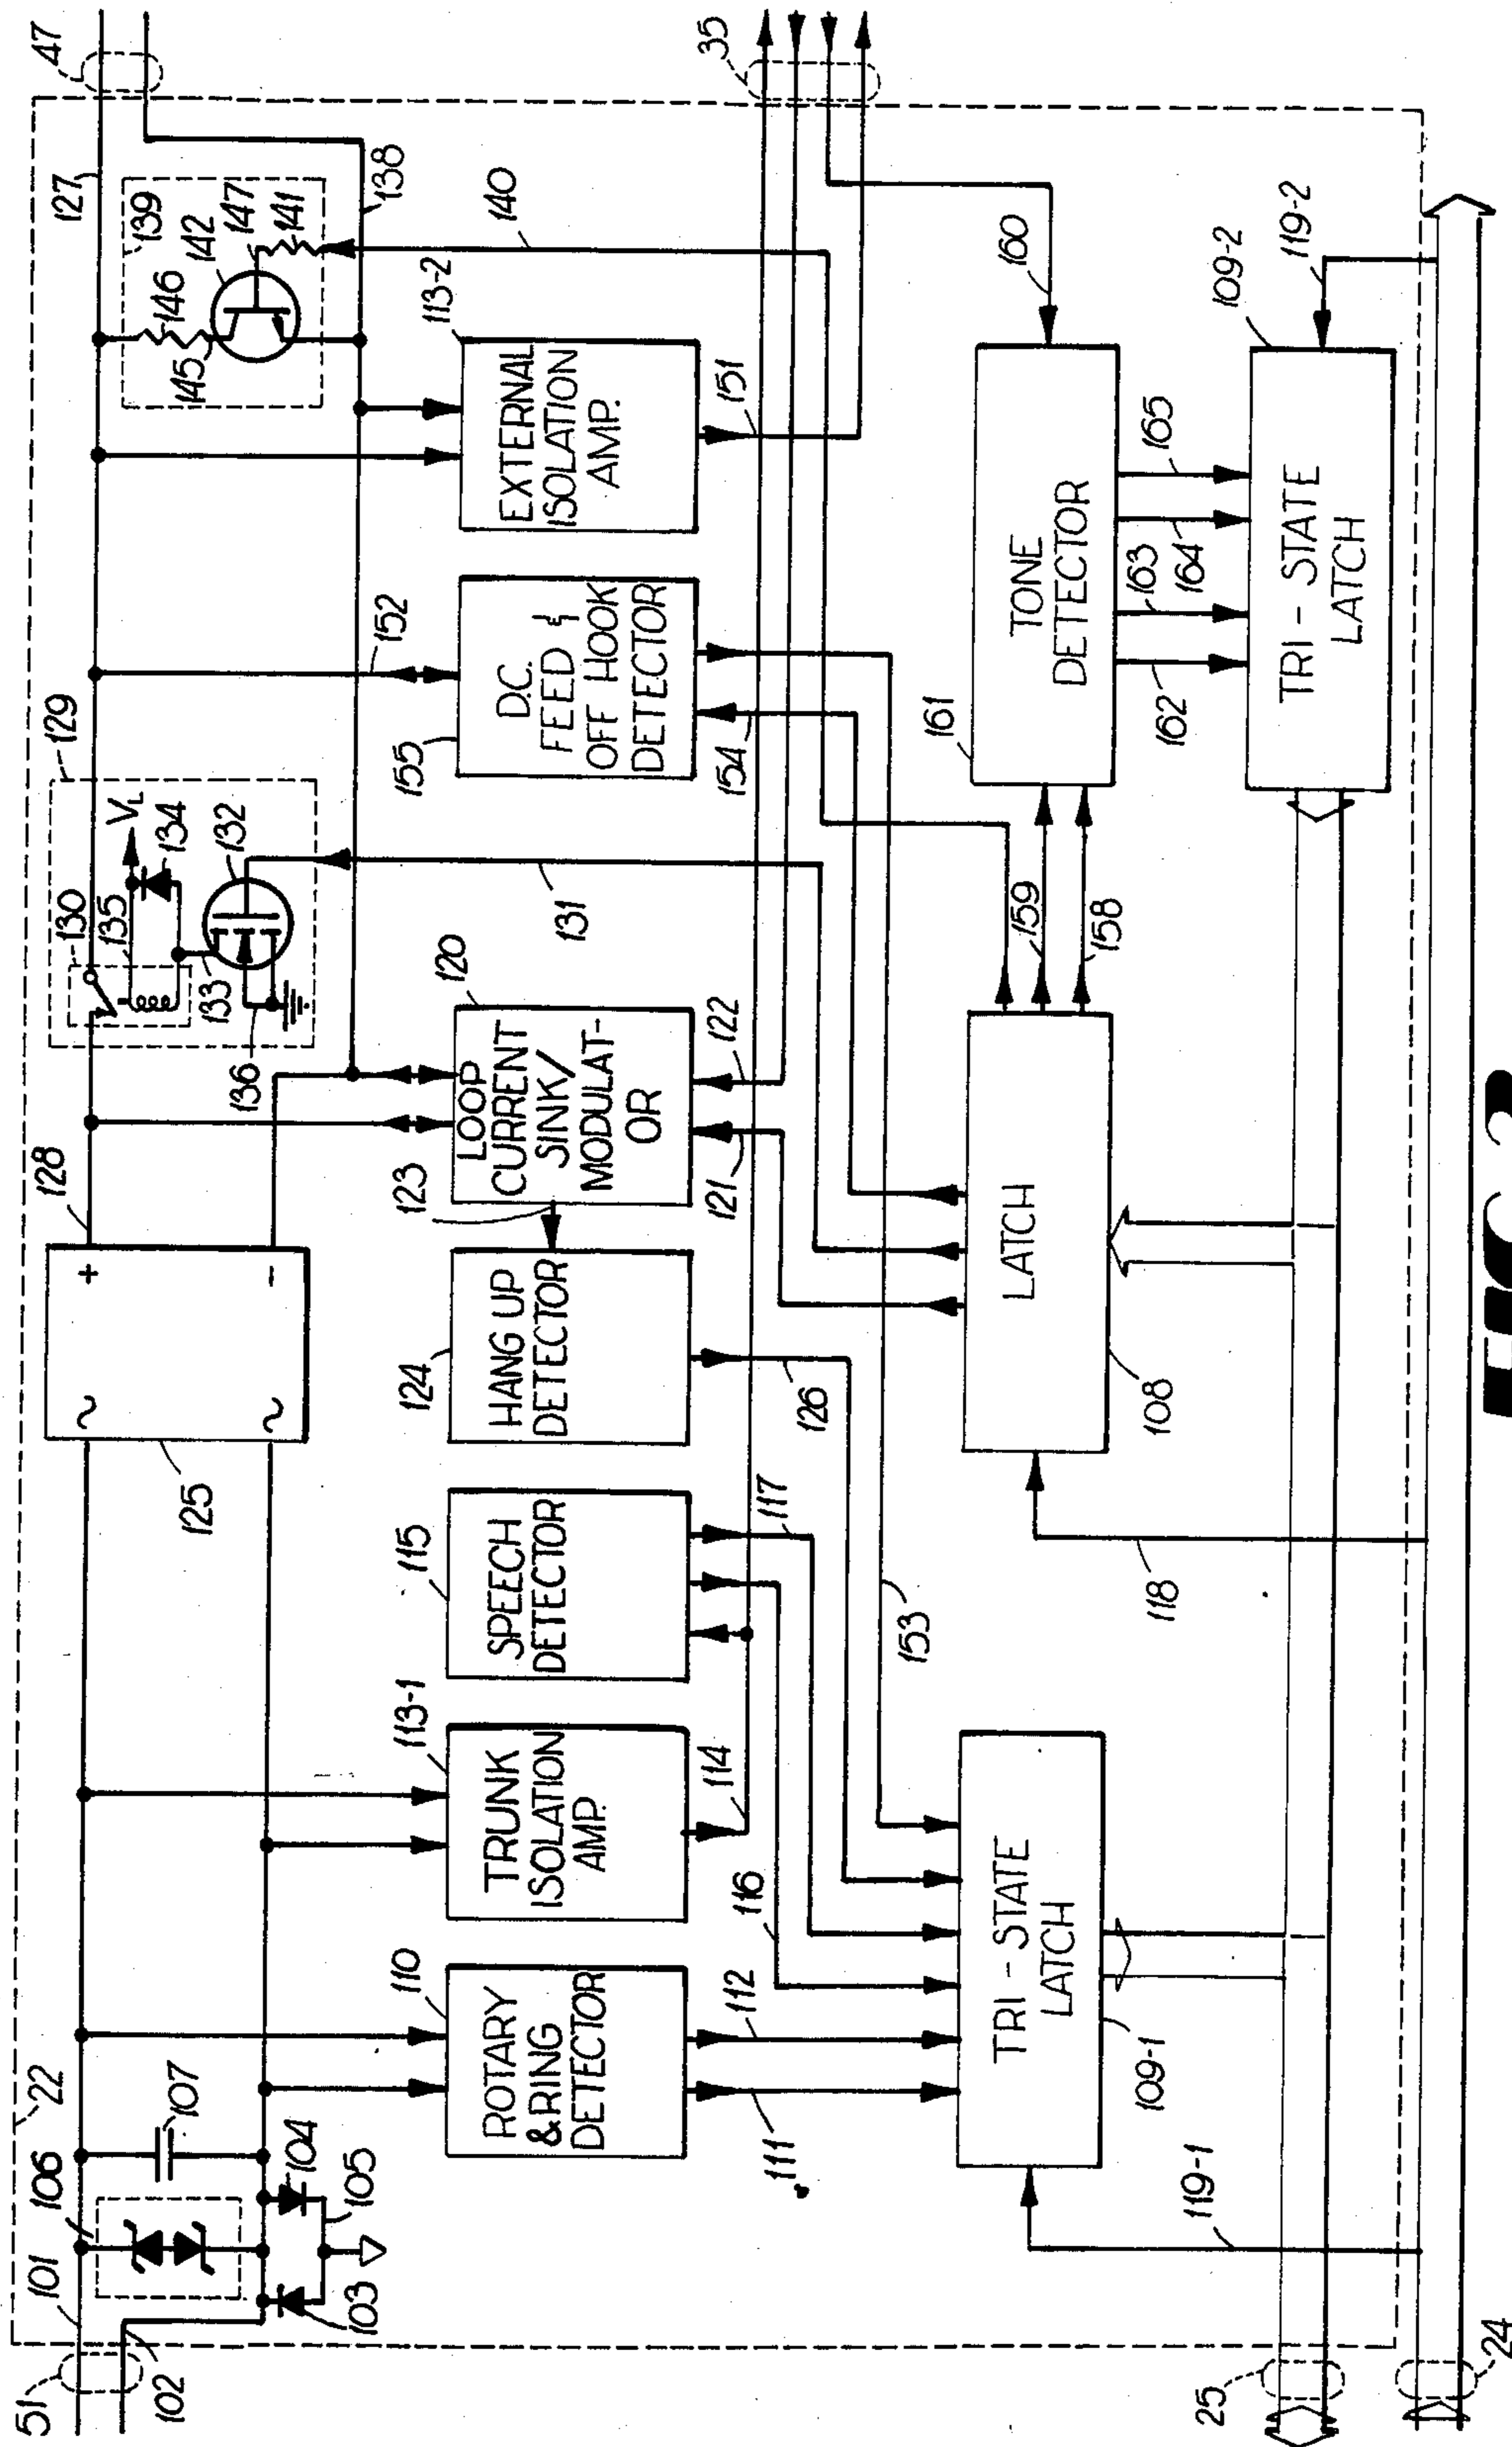 51
101
106
22
107
102
103
104
105
125
~
~
+
-
128
129
130
135
VL
134
133
132
136
127
139
146
142
147
145
141
138
47
110
ROTARY
&RING
DETECTOR
113-1
TRUNK
ISOLATION
AMP.
115
SPEECH
DETECTOR
124
HANG UP
DETECTOR
123
120
LOOP
CURRENT
SINK/
MODULAT-
OR
155
D.C.
FEED &
OFF HOOK
DETECTOR
152
113-2
EXTERNAL
ISOLATION
AMP.
140
111
112
116
114
117
126
121
122
131
154
151
35
153
109-1
TRI-STATE
LATCH
119-1
118
108
LATCH
159
158
161
TONE
DETECTOR
160
162
163
164
165
109-2
TRI-STATE
LATCH
119-2
25
24